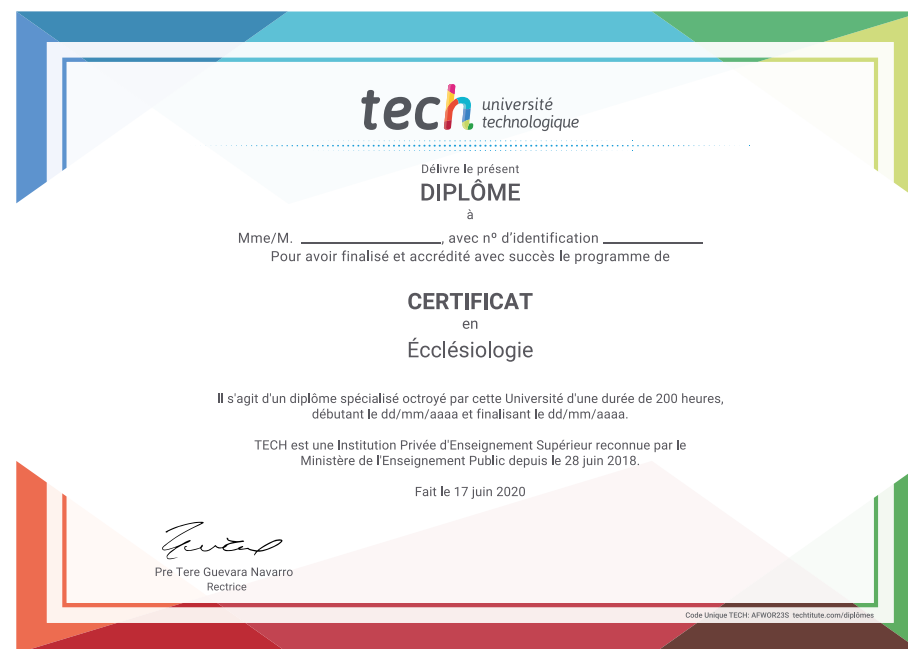 tech université
technologique
Délivre le présent
DIPLÔME
à
Mme/M. ____________________, avec nº d'identification ______________
Pour avoir finalisé et accrédité avec succès le programme de
CERTIFICAT
en
Écclésiologie
Il s'agit d'un diplôme spécialisé octroyé par cette Université d'une durée de 200 heures,
débutant le dd/mm/aaaa et finalisant le dd/mm/aaaa.
TECH est une Institution Privée d'Enseignement Supérieur reconnue par le
Ministère de l'Enseignement Public depuis le 28 juin 2018.
Fait le 17 juin 2020
Pre Tere Guevara Navarro
Rectrice
Code Unique TECH: AFWOR23S techtitute.com/diplômes